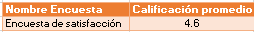 Nombre Encuesta Calificación promedio
Encuesta de satisfacción 4.6